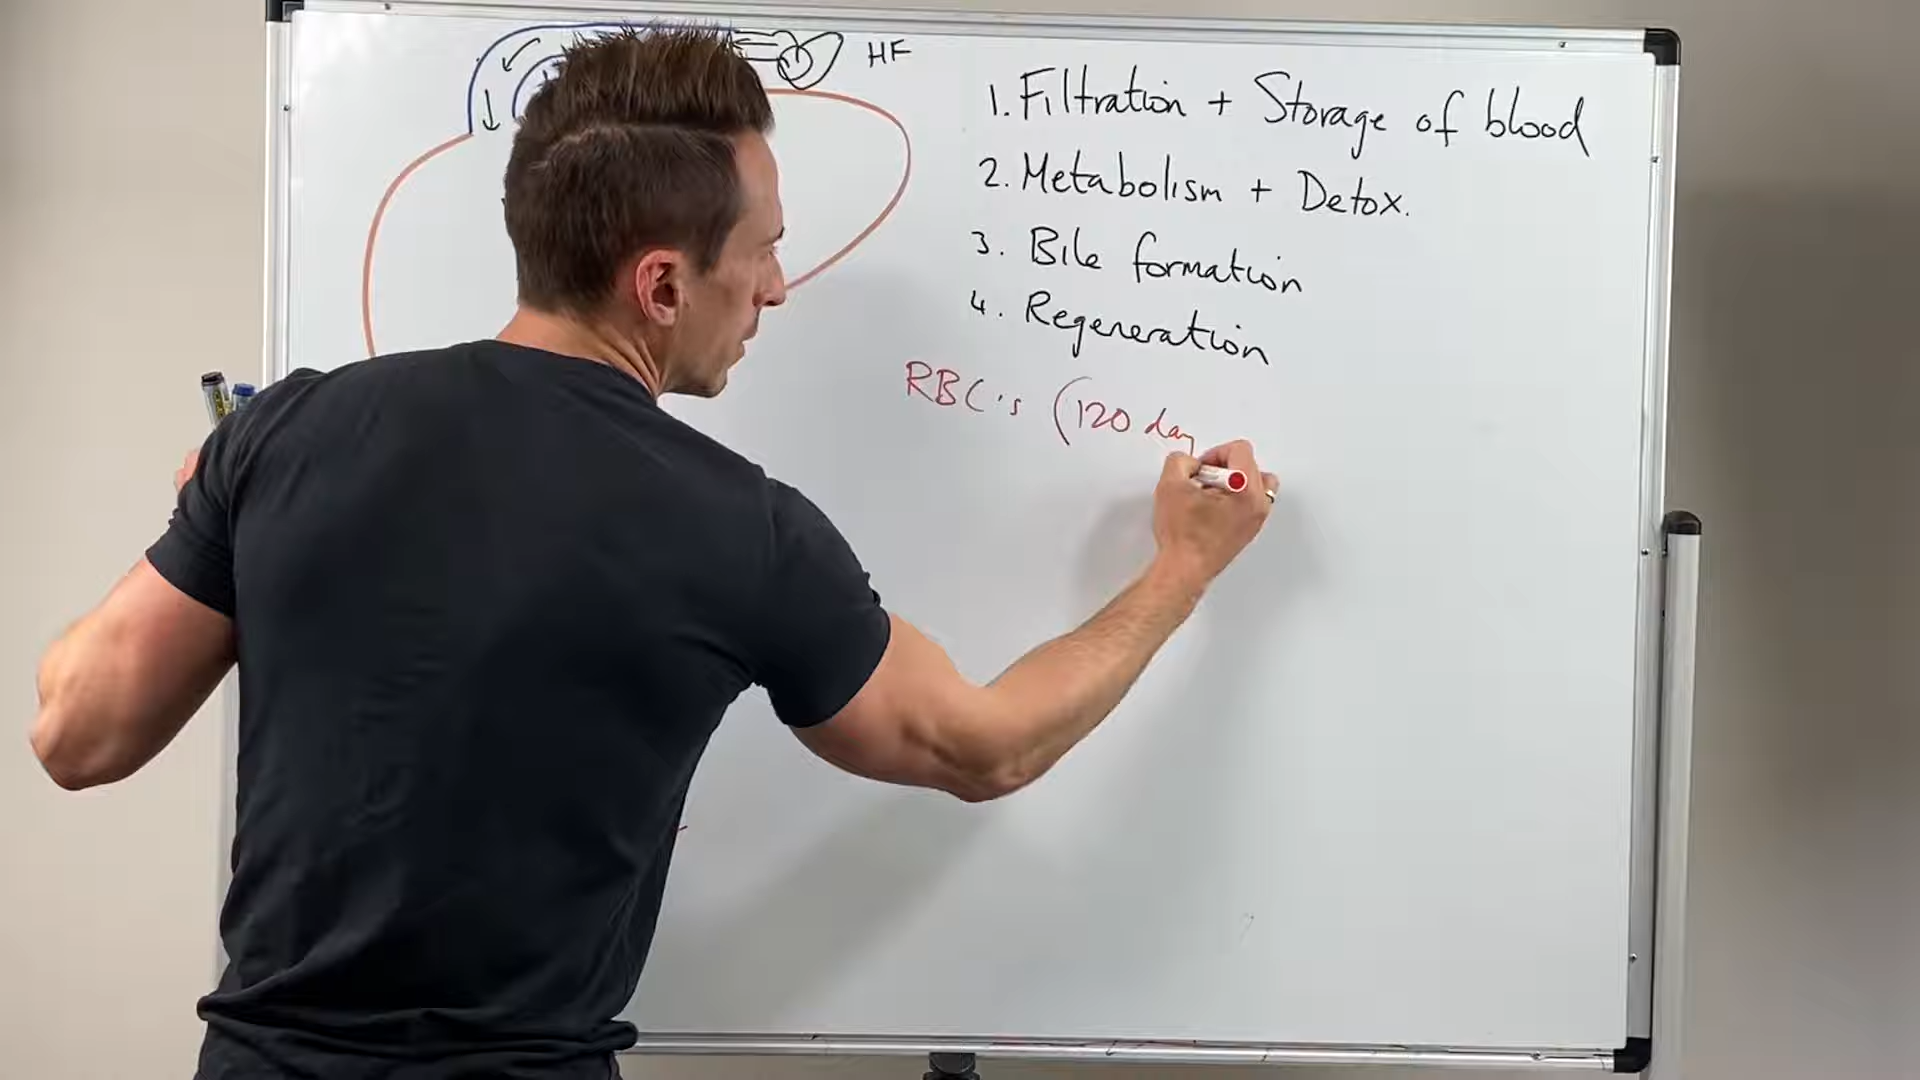 HF
1. Filtration + Storage of blood
2. Metabolism + Detox.
3. Bile formation
4. Regeneration
RBC's (120 day